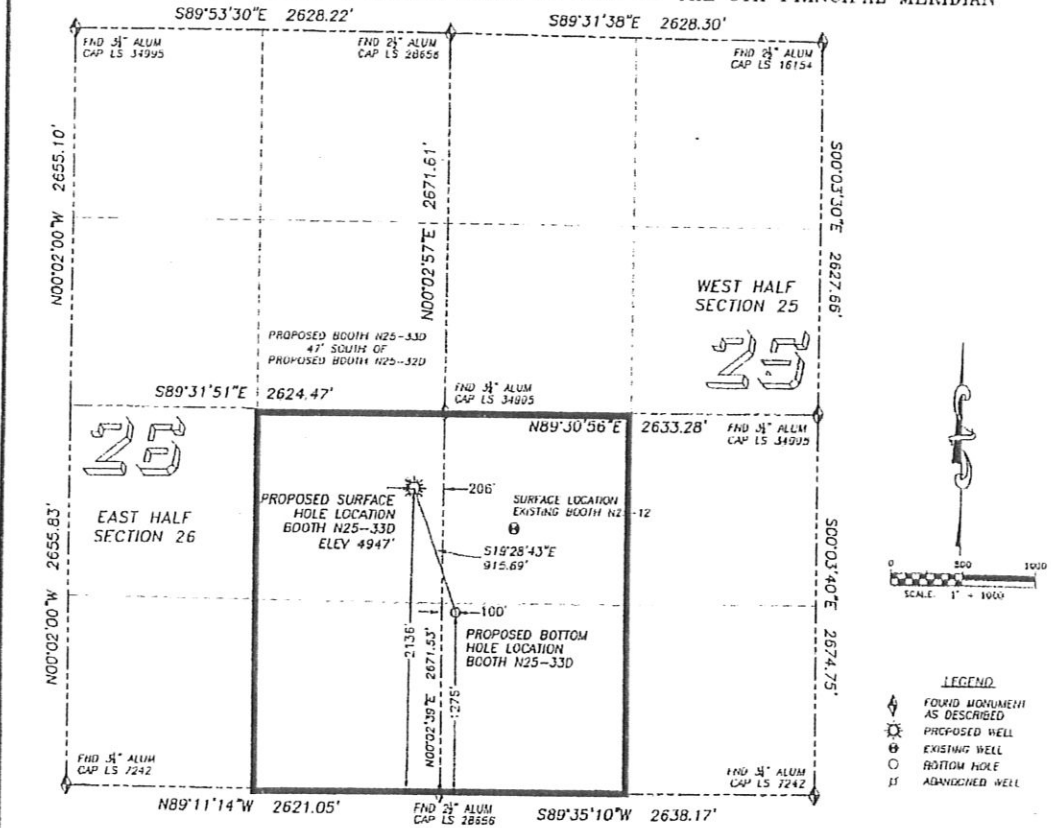 6TH PRINCIPAL MERIDIAN
S89°53'30"E 2628.22'
S89°31'38"E 2628.30'
FND 3¼" ALUM
CAP LS 34995
FND 2½" ALUM
CAP LS 28656
FND 2½" ALUM
CAP LS 16154
N00°02'00"W 2655.10'
N00°02'57"E 2671.61'
S00°03'30"E 2627.66'
WEST HALF
SECTION 25
25
PROPOSED BOOTH N25-33D
47' SOUTH OF
PROPOSED BOOTH N25-32D
S89°31'51"E 2624.47'
FND 3¼" ALUM
CAP LS 34995
N89°30'56"E 2633.28'
FND 3¼" ALUM
CAP LS 34995
26
EAST HALF
SECTION 26
PROPOSED SURFACE
HOLE LOCATION
BOOTH N25--33D
ELEV 4947'
206'
SURFACE LOCATION
EXISTING BOOTH -12
S19°28'43"E
915.69'
100'
PROPOSED BOTTOM
HOLE LOCATION
BOOTH N25-33D
2136'
N00°02'39"E 2671.53'
1275'
N00°02'00"W 2655.83'
S00°03'40"E 2674.75'
0 500 1000
SCALE: 1" = 1000
LEGEND
FOUND MONUMENT
AS DESCRIBED
PROPOSED WELL
EXISTING WELL
BOTTOM HOLE
ABANDONED WELL
FND 3¼" ALUM
CAP LS 7242
N89°11'14"W 2621.05'
FND 2½" ALUM
CAP LS 28656
S89°35'10"W 2638.17'
FND 3¼" ALUM
CAP LS 7242